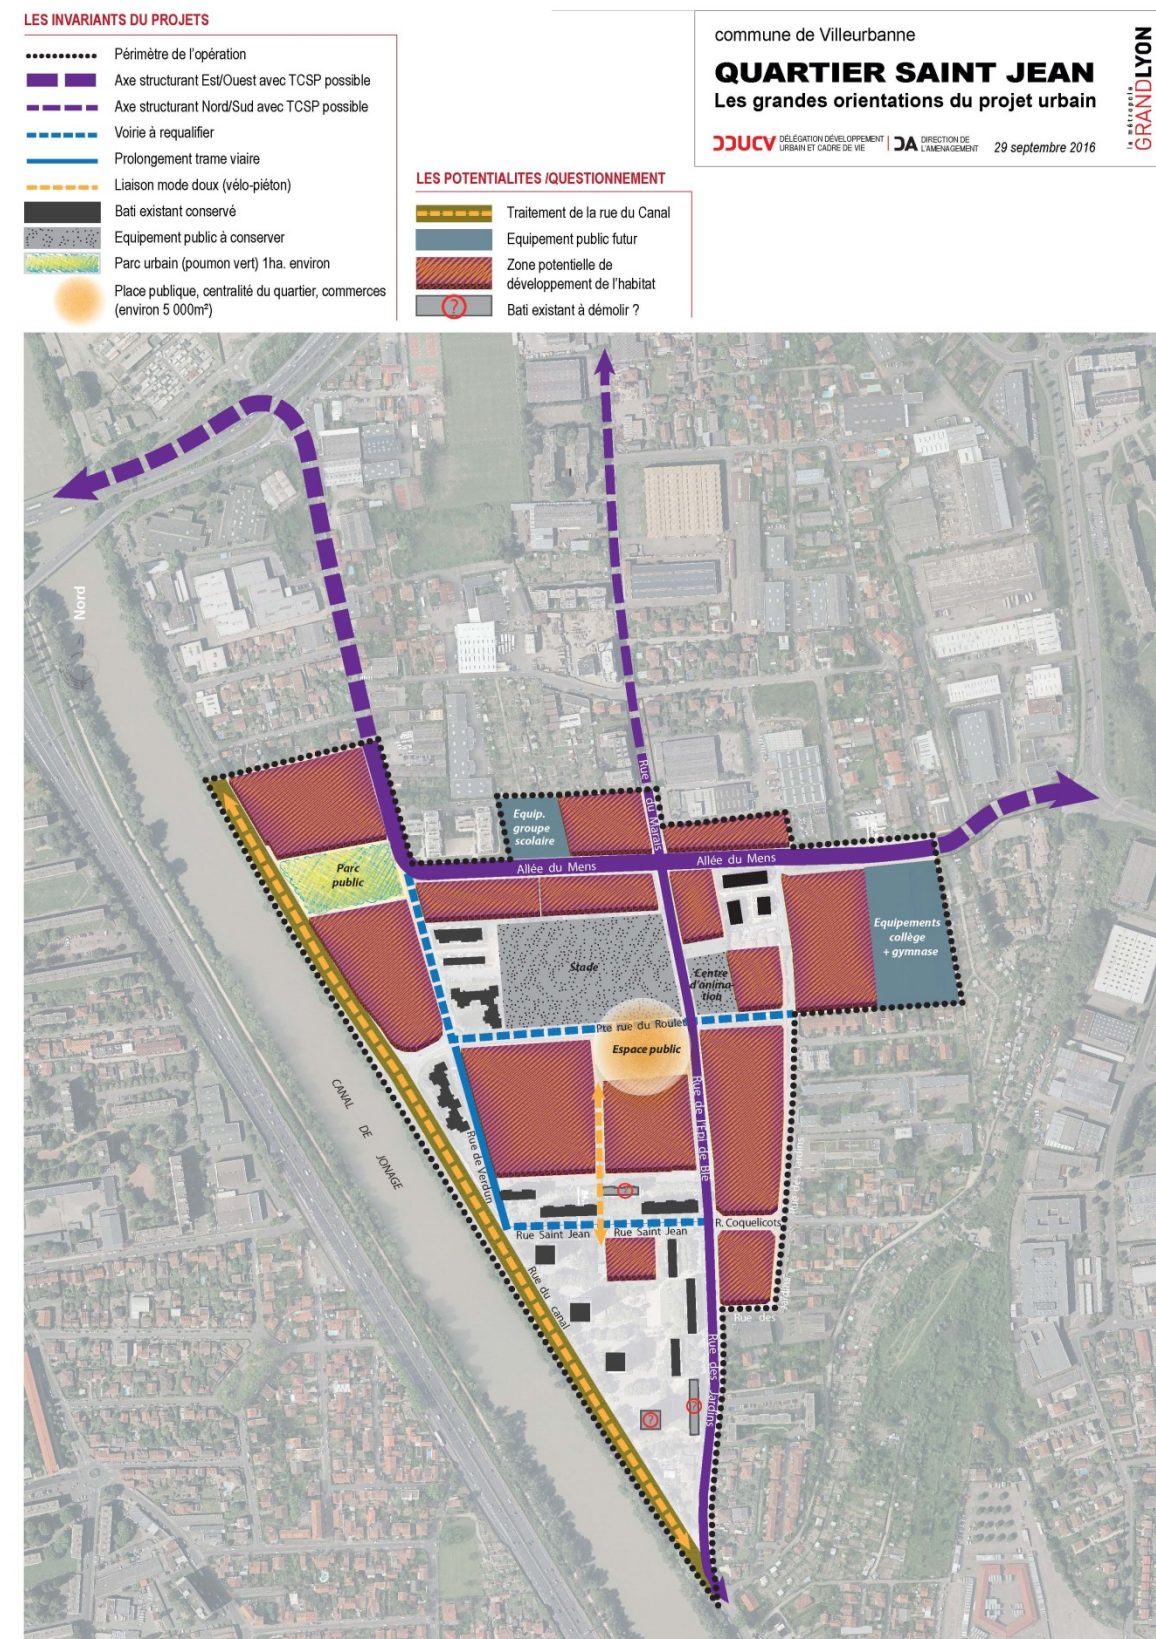 LES INVARIANTS DU PROJETS
Périmètre de l'opération
Axe structurant Est/Ouest avec TCSP possible
Axe structurant Nord/Sud avec TCSP possible
Voirie à requalifier
Prolongement trame viaire
Liaison mode doux (vélo-piéton)
Bati existant conservé
Equipement public à conserver
Parc urbain (poumon vert) 1ha. environ
Place publique, centralité du quartier, commerces
(environ 5 000m²)
LES POTENTIALITES /QUESTIONNEMENT
Traitement de la rue du Canal
Equipement public futur
Zone potentielle de
développement de l'habitat
?
Bati existant à démolir ?
commune de Villeurbanne
QUARTIER SAINT JEAN
Les grandes orientations du projet urbain
DDUCV
DÉLÉGATION DÉVELOPPEMENT
URBAIN ET CADRE DE VIE
DA
DIRECTION DE
L'AMENAGEMENT
29 septembre 2016
la métropole
GRANDLYON
Nord
Rue du Marais
Equip.
groupe
scolaire
Allée du Mens
Allée du Mens
Parc
public
Equipements
collège
+ gymnase
Stade
Centre
d'anima-
tion
Pte rue du Roulet
Espace public
CANAL
DE
JONAGE
Rue de Verdun
Rue de l'Epi de Blé
?
Rue Saint Jean
Rue Saint Jean
R. Coquelicots
Rue du canal
Rue des
Rue des Jardins
?
?